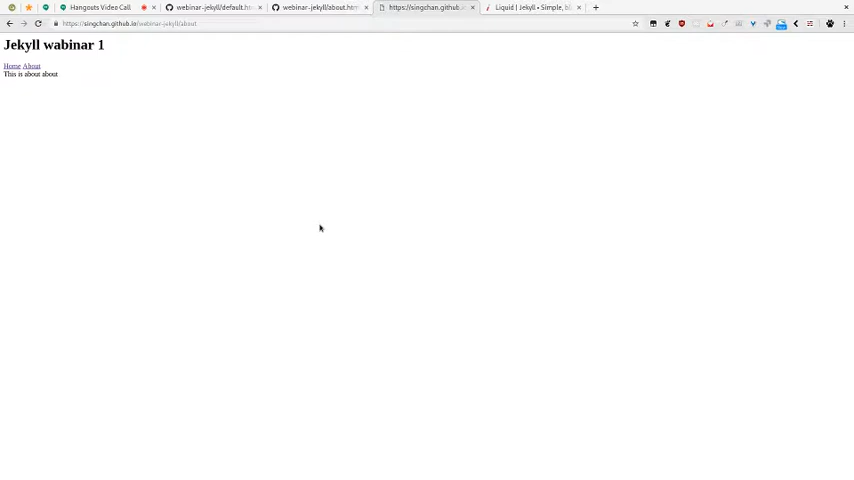 Hangouts Video Call
webinar-jekyll/default.htm
webinar-jekyll/about.htm
https://singchan.github.io
Liquid | Jekyll • Simple, bl
https://singchan.github.io/webinar-jekyll/about
Jekyll wabinar 1
Home About
This is about about